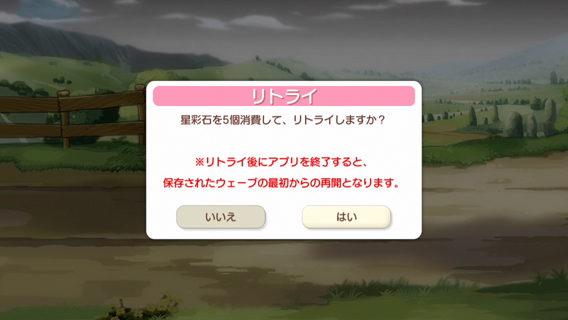 リトライ
星彩石を5個消費して、リトライしますか？
※リトライ後にアプリを終了すると、
保存されたウェーブの最初からの再開となります。
いいえ
はい